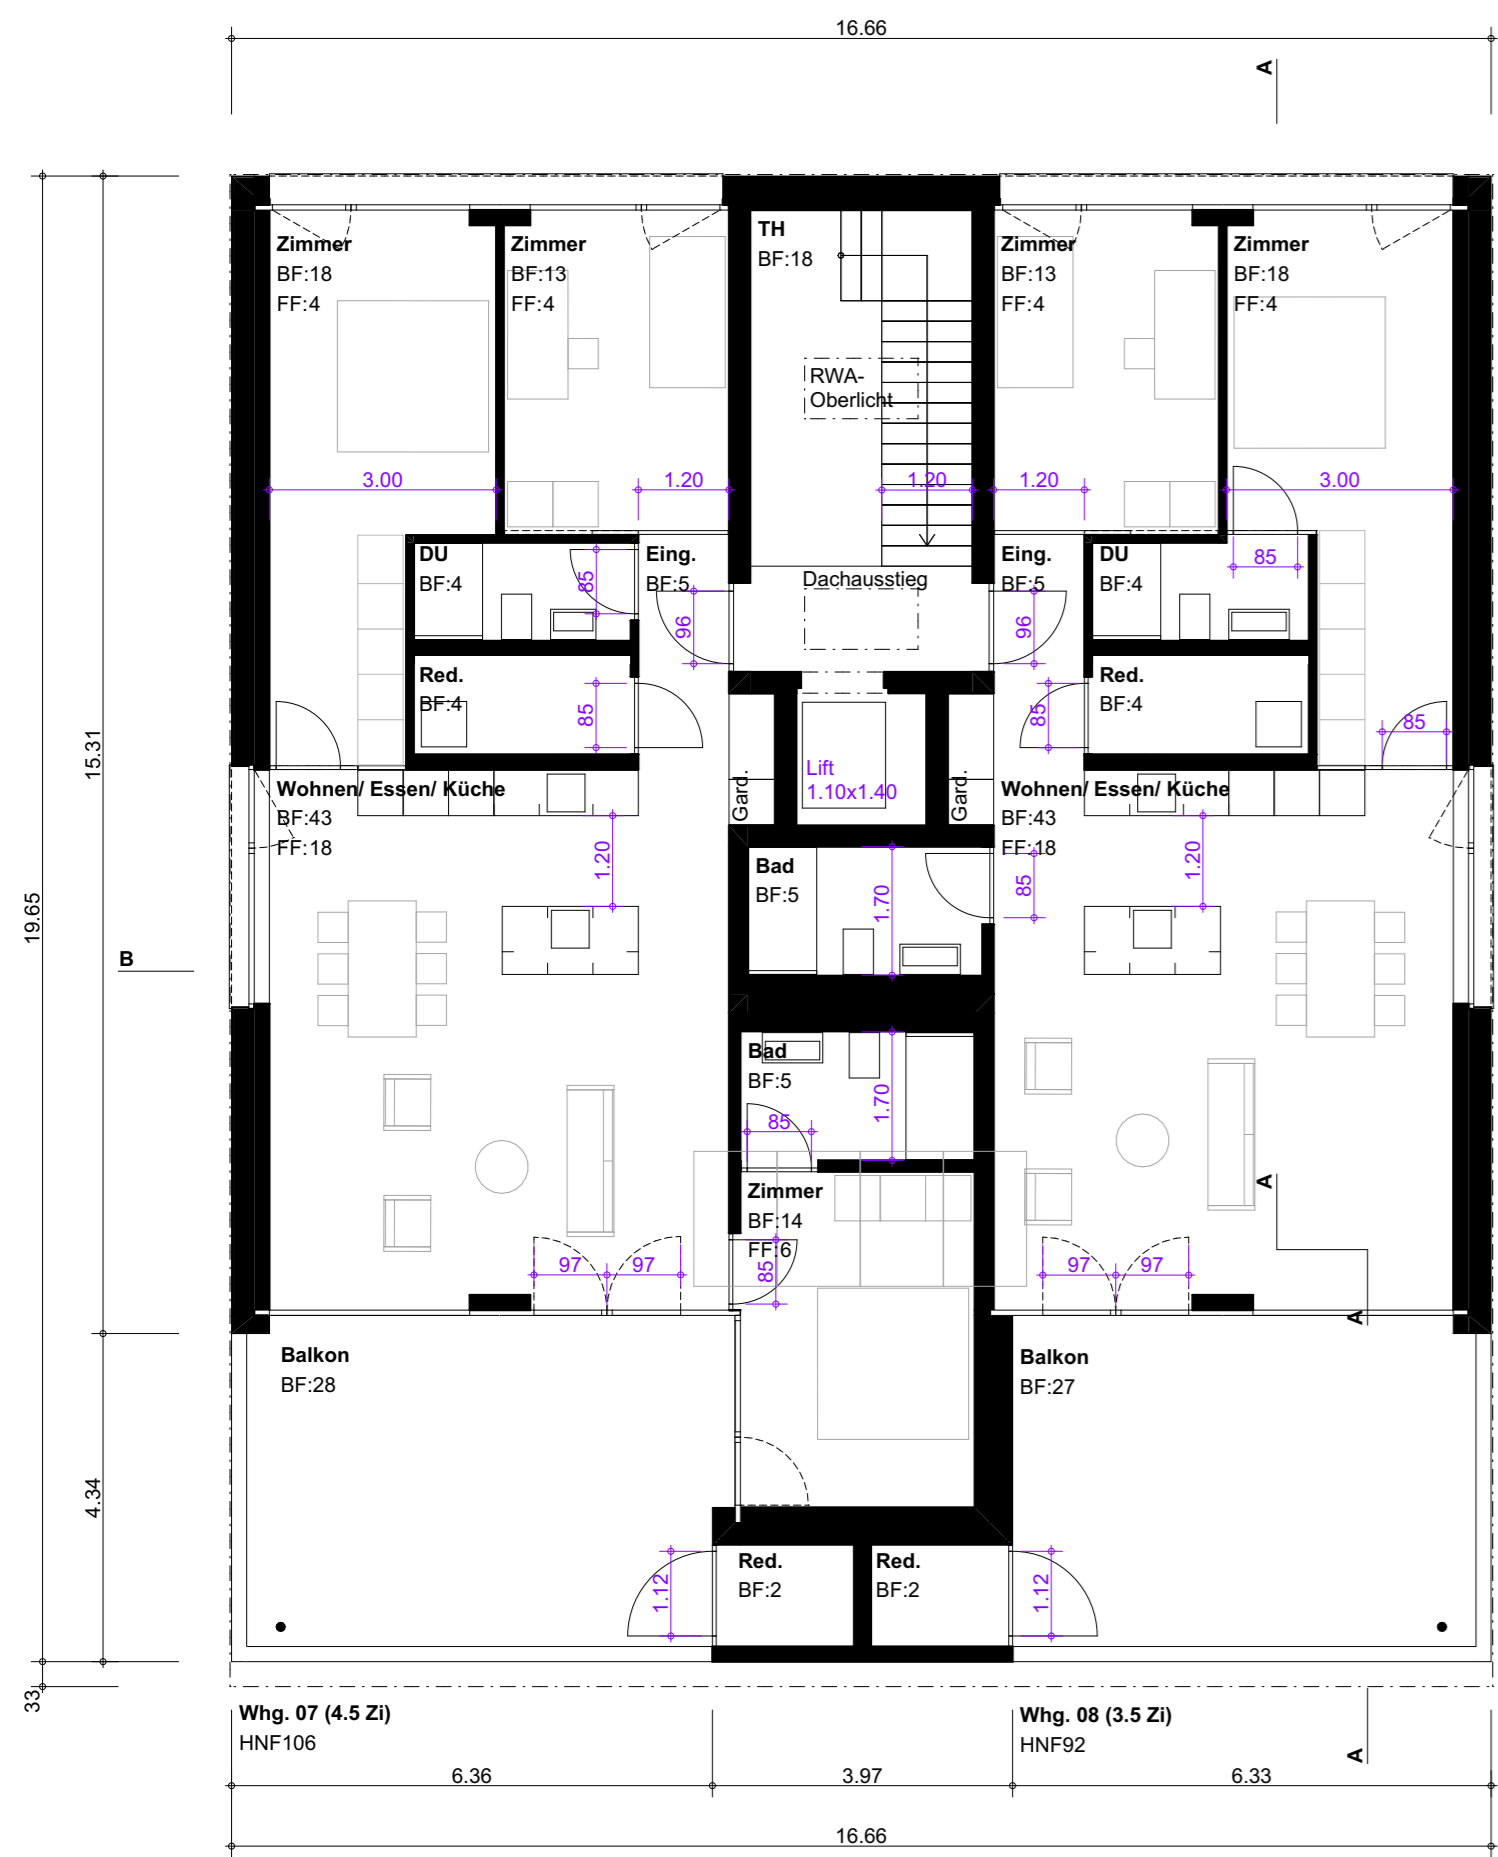 16.66
A
Zimmer
BF:18
FF:4
Zimmer
BF:13
FF:4
TH
BF:18
Zimmer
BF:13
FF:4
Zimmer
BF:18
FF:4
RWA-
Oberlicht
3.00
1.20
1.20
1.20
3.00
DU
BF:4
85
Eing.
BF:5
96
Dachausstieg
Eing.
BF:5
96
DU
BF:4
85
Red.
BF:4
85
85
Red.
BF:4
85
15.31
19.65
Wohnen/ Essen/ Küche
BF:43
FF:18
1.20
Gard.
Lift
1.10x1.40
Gard.
Wohnen/ Essen/ Küche
BF:43
FF:18
1.20
Bad
BF:5
1.70
85
B
Bad
BF:5
1.70
85
Zimmer
BF:14
FF:6
85
A
97
97
97
97
A
Balkon
BF:28
Balkon
BF:27
4.34
Red.
BF:2
Red.
BF:2
1.12
1.12
33
Whg. 07 (4.5 Zi)
HNF106
Whg. 08 (3.5 Zi)
HNF92
A
6.36
3.97
6.33
16.66